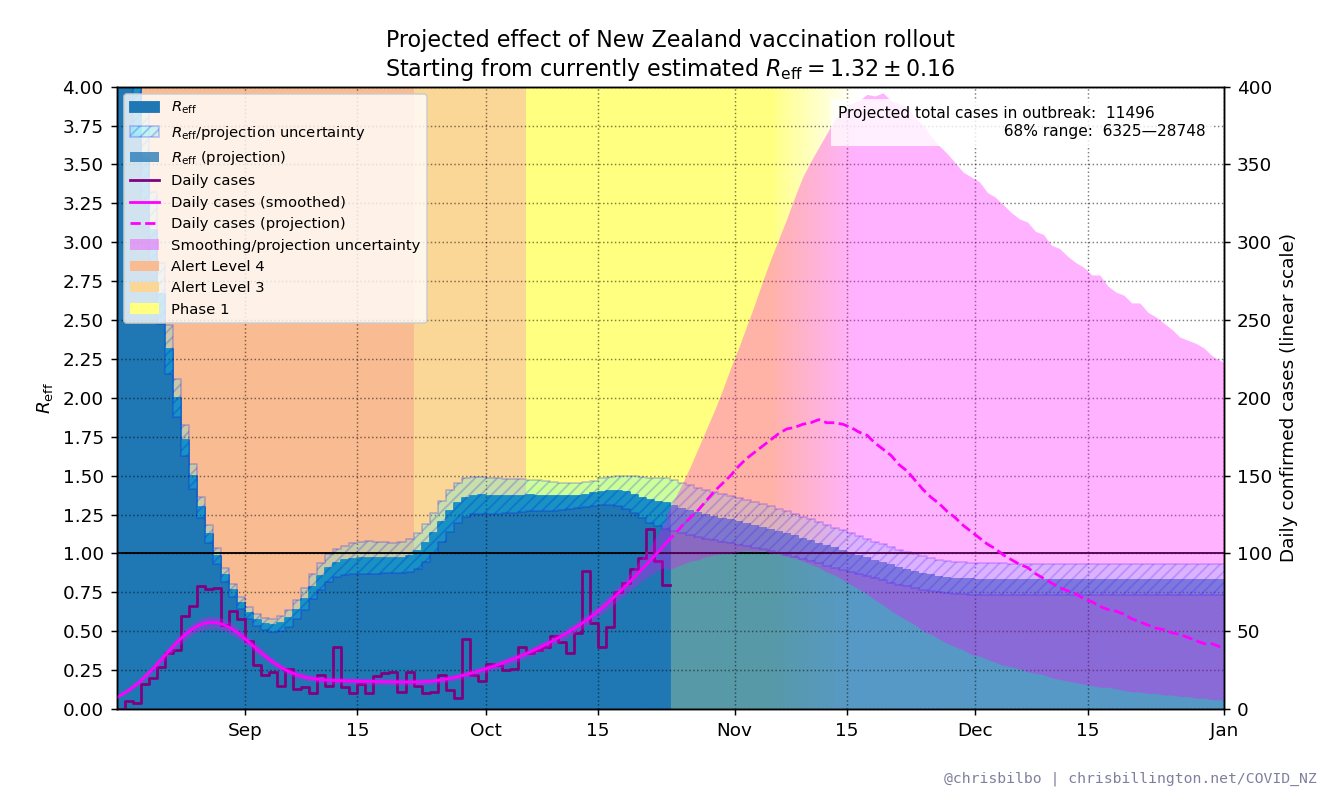 Projected effect of New Zealand vaccination rollout
Starting from currently estimated R_eff = 1.32 ± 0.16
4.00
3.75
3.50
3.25
3.00
2.75
2.50
2.25
2.00
1.75
1.50
1.25
1.00
0.75
0.50
0.25
0.00
R_eff
R_eff
R_eff/projection uncertainty
R_eff (projection)
Daily cases
Daily cases (smoothed)
Daily cases (projection)
Smoothing/projection uncertainty
Alert Level 4
Alert Level 3
Phase 1
Projected total cases in outbreak: 11496
68% range: 6325—28748
400
350
300
250
200
150
100
50
0
Daily confirmed cases (linear scale)
Sep 15 Oct 15 Nov 15 Dec 15 Jan
@chrisbilbo | chrisbillington.net/COVID_NZ